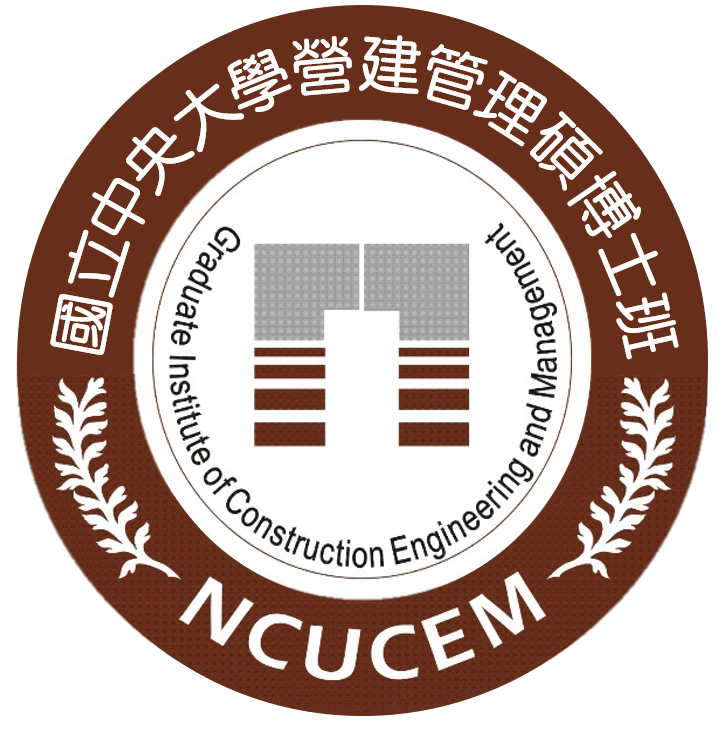 國立中央大學營建管理碩博士班
Graduate Institute of Construction Engineering and Management
NCUCEM